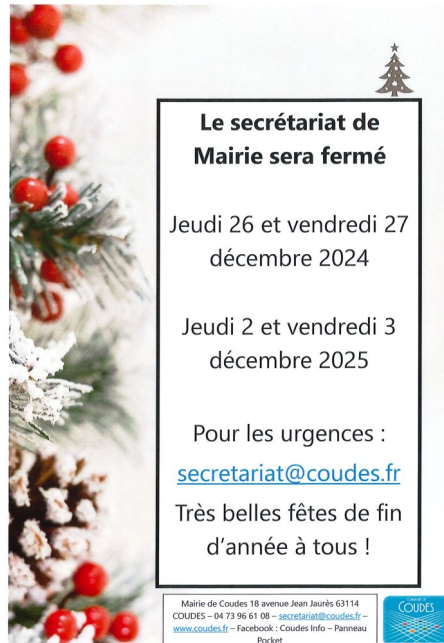 Le secrétariat de
Mairie sera fermé
Jeudi 26 et vendredi 27
décembre 2024
Jeudi 2 et vendredi 3
décembre 2025
Pour les urgences :
secretariat@coudes.fr
Très belles fêtes de fin
d'année à tous !
Mairie de Coudes 18 avenue Jean Jaurès 63114
COUDES – 04 73 96 61 08 – secretariat@coudes.fr –
www.coudes.fr – Facebook : Coudes Info – Panneau
Pocket
COUDES